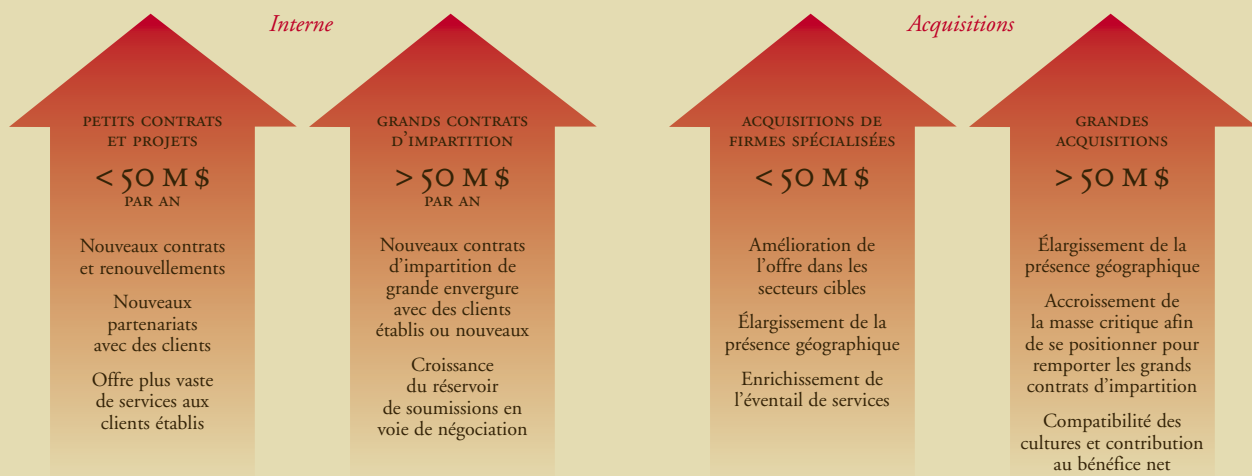 Interne
PETITS CONTRATS
ET PROJETS
< 50 M $
PAR AN
Nouveaux contrats
et renouvellements
Nouveaux
partenariats
avec des clients
Offre plus vaste
de services aux
clients établis
GRANDS CONTRATS
D'IMPARTITION
> 50 M $
PAR AN
Nouveaux contrats
d'impartition de
grande envergure
avec des clients
établis ou nouveaux
Croissance
du réservoir
de soumissions en
voie de négociation
Acquisitions
ACQUISITIONS DE
FIRMES SPÉCIALISÉES
< 50 M $
Amélioration de
l'offre dans les
secteurs cibles
Élargissement de la
présence géographique
Enrichissement de
l'éventail de services
GRANDES
ACQUISITIONS
> 50 M $
Élargissement de la
présence géographique
Accroissement de
la masse critique afin
de se positionner pour
remporter les grands
contrats d'impartition
Compatibilité des
cultures et contribution
au bénéfice net